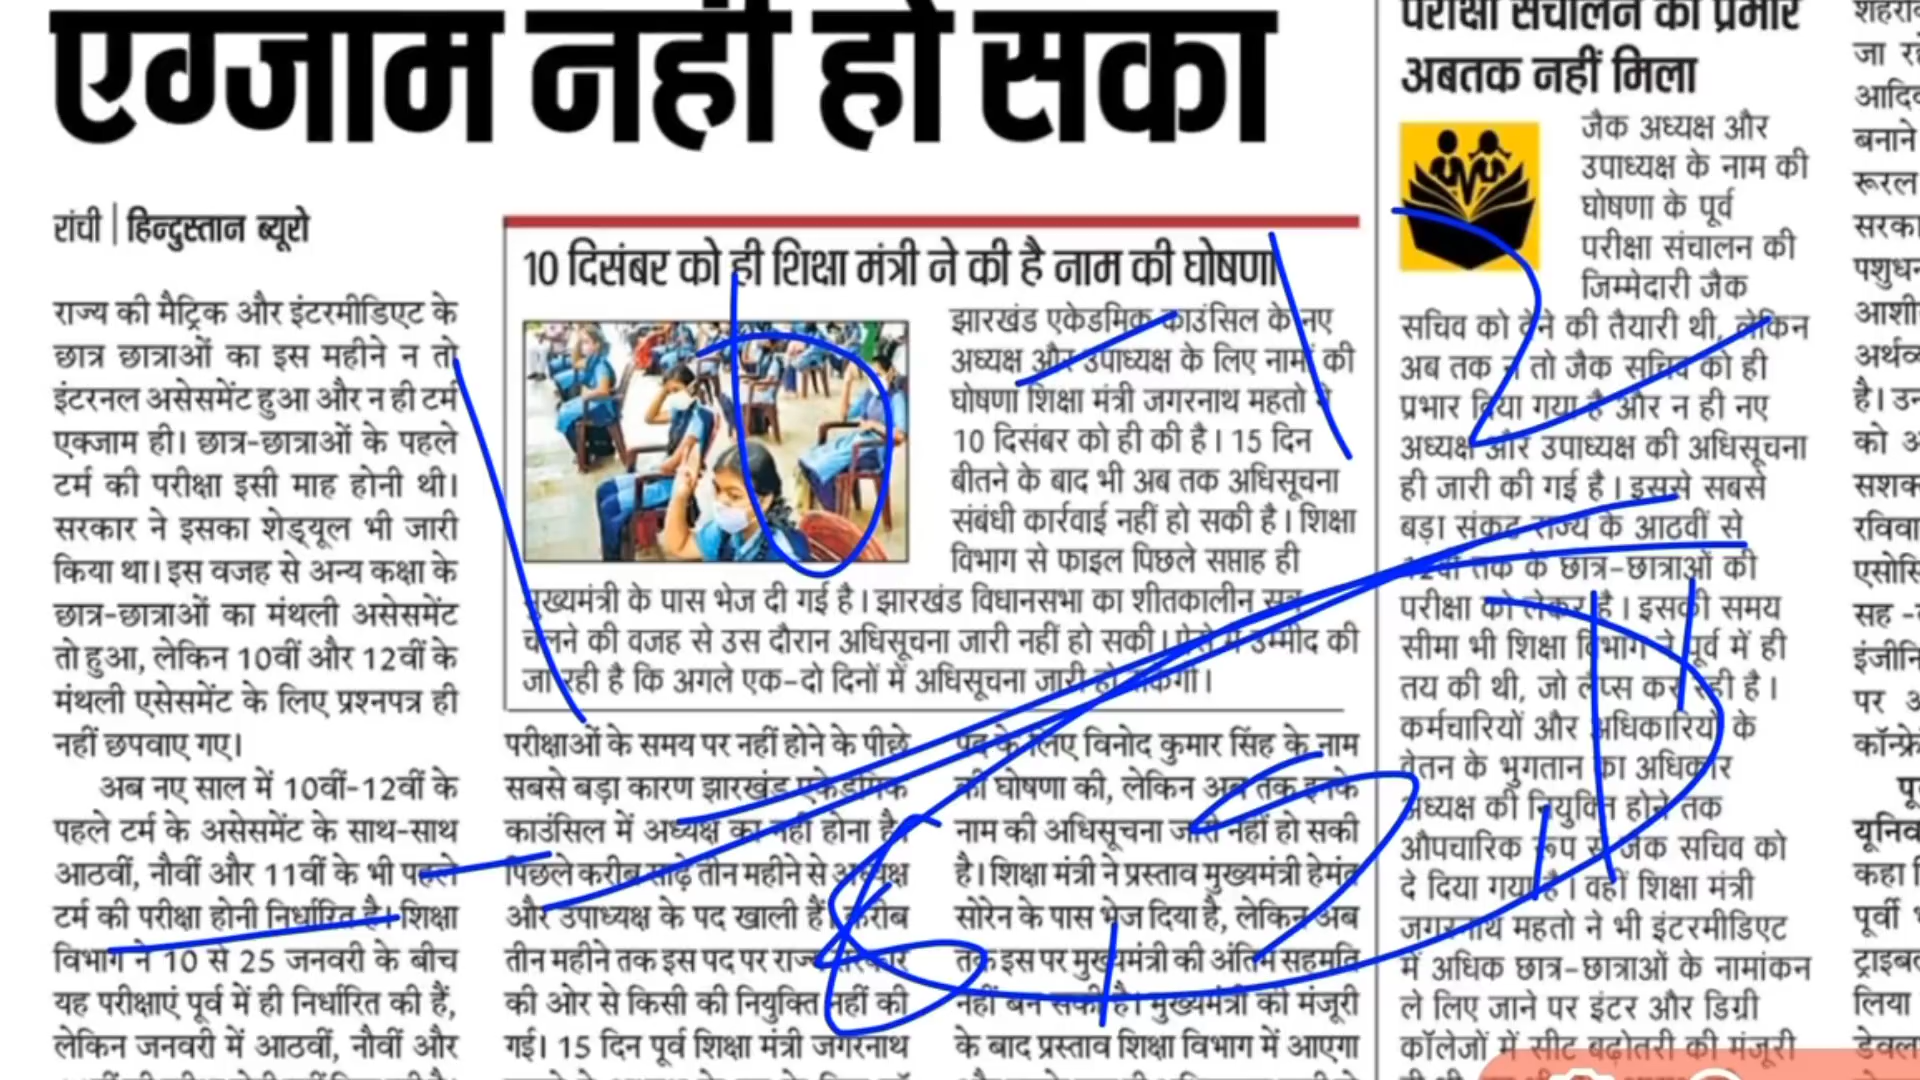 एग्जाम नहीं हो सका
रांची | हिन्दुस्तान ब्यूरो
राज्य की मैट्रिक और इंटरमीडिएट के
छात्र छात्राओं का इस महीने न तो
इंटरनल असेसमेंट हुआ और न ही टर्म
एक्जाम ही। छात्र-छात्राओं के पहले
टर्म की परीक्षा इसी माह होनी थी।
सरकार ने इसका शेड्यूल भी जारी
किया था। इस वजह से अन्य कक्षा के
छात्र-छात्राओं का मंथली असेसमेंट
तो हुआ, लेकिन 10वीं और 12वीं के
मंथली एसेसमेंट के लिए प्रश्नपत्र ही
नहीं छपवाए गए।
अब नए साल में 10वीं-12वीं के
पहले टर्म के असेसमेंट के साथ-साथ
आठवीं, नौवीं और 11वीं के भी पहले
टर्म की परीक्षा होनी निर्धारित है। शिक्षा
विभाग ने 10 से 25 जनवरी के बीच
यह परीक्षाएं पूर्व में ही निर्धारित की हैं,
लेकिन जनवरी में आठवीं, नौवीं और
10 दिसंबर को ही शिक्षा मंत्री ने की है नाम की घोषणा
झारखंड एकेडमिक काउंसिल के नए
अध्यक्ष और उपाध्यक्ष के लिए नामों की
घोषणा शिक्षा मंत्री जगरनाथ महतो ने
10 दिसंबर को ही की है। 15 दिन
बीतने के बाद भी अब तक अधिसूचना
संबंधी कार्रवाई नहीं हो सकी है। शिक्षा
विभाग से फाइल पिछले सप्ताह ही
मुख्यमंत्री के पास भेज दी गई है। झारखंड विधानसभा का शीतकालीन सत्र
चलने की वजह से उस दौरान अधिसूचना जारी नहीं हो सकी। ऐसे में उम्मीद की
जा रही है कि अगले एक-दो दिनों में अधिसूचना जारी हो सकेगी।
परीक्षाओं के समय पर नहीं होने के पीछे
सबसे बड़ा कारण झारखंड एकेडमिक
काउंसिल में अध्यक्ष का नहीं होना है।
पिछले करीब साढ़े तीन महीने से अध्यक्ष
और उपाध्यक्ष के पद खाली हैं। करीब
तीन महीने तक इस पद पर राज्य सरकार
की ओर से किसी की नियुक्ति नहीं की
गई। 15 दिन पूर्व शिक्षा मंत्री जगरनाथ
पद के लिए विनोद कुमार सिंह के नाम
की घोषणा की, लेकिन अब तक इनके
नाम की अधिसूचना जारी नहीं हो सकी
है। शिक्षा मंत्री ने प्रस्ताव मुख्यमंत्री हेमंत
सोरेन के पास भेज दिया है, लेकिन अब
तक इस पर मुख्यमंत्री की अंतिम सहमति
नहीं बन सकी है। मुख्यमंत्री की मंजूरी
के बाद प्रस्ताव शिक्षा विभाग में आएगा
परीक्षा संचालन का प्रभार
अबतक नहीं मिला
जैक अध्यक्ष और
उपाध्यक्ष के नाम की
घोषणा के पूर्व
परीक्षा संचालन की
जिम्मेदारी जैक
सचिव को देने की तैयारी थी, लेकिन
अब तक न तो जैक सचिव को ही
प्रभार दिया गया है और न ही नए
अध्यक्ष और उपाध्यक्ष की अधिसूचना
ही जारी की गई है। इससे सबसे
बड़ा संकट राज्य के आठवीं से
12वीं तक के छात्र-छात्राओं की
परीक्षा को लेकर है। इसकी समय
सीमा भी शिक्षा विभाग ने पूर्व में ही
तय की थी, जो लैप्स कर रही है।
कर्मचारियों और अधिकारियों के
वेतन के भुगतान का अधिकार
अध्यक्ष की नियुक्ति होने तक
औपचारिक रूप से जैक सचिव को
दे दिया गया है। वहीं शिक्षा मंत्री
जगरनाथ महतो ने भी इंटरमीडिएट
में अधिक छात्र-छात्राओं के नामांकन
ले लिए जाने पर इंटर और डिग्री
कॉलेजों में सीट बढ़ोतरी की मंजूरी